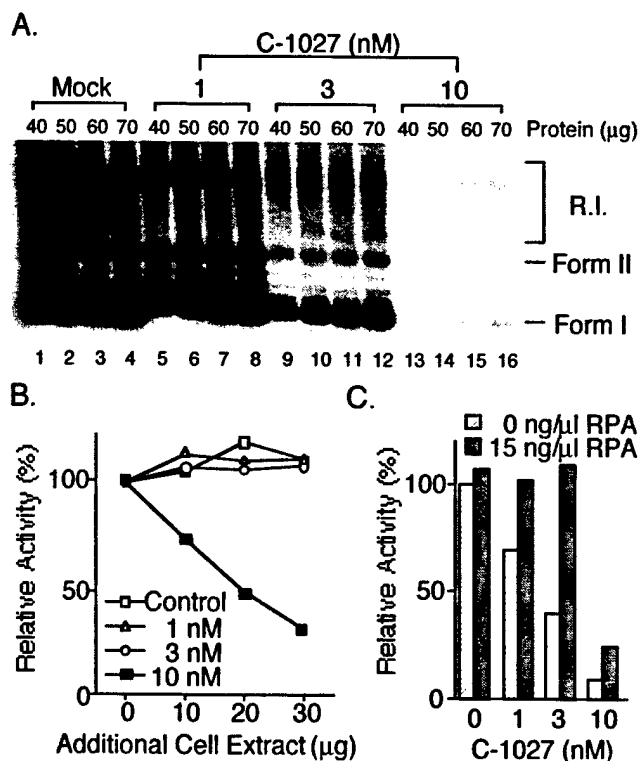 A.
C-1027 (nM)
Mock 1 3 10
40 50 60 70 40 50 60 70 40 50 60 70 40 50 60 70 Protein (µg)
R.I.
Form II
Form I
1 2 3 4 5 6 7 8 9 10 11 12 13 14 15 16
B.
Relative Activity (%)
100
50
0
Control
1 nM
3 nM
10 nM
0 10 20 30
Additional Cell Extract (µg)
C.
0 ng/µl RPA
15 ng/µl RPA
Relative Activity (%)
100
50
0
0 1 3 10
C-1027 (nM)